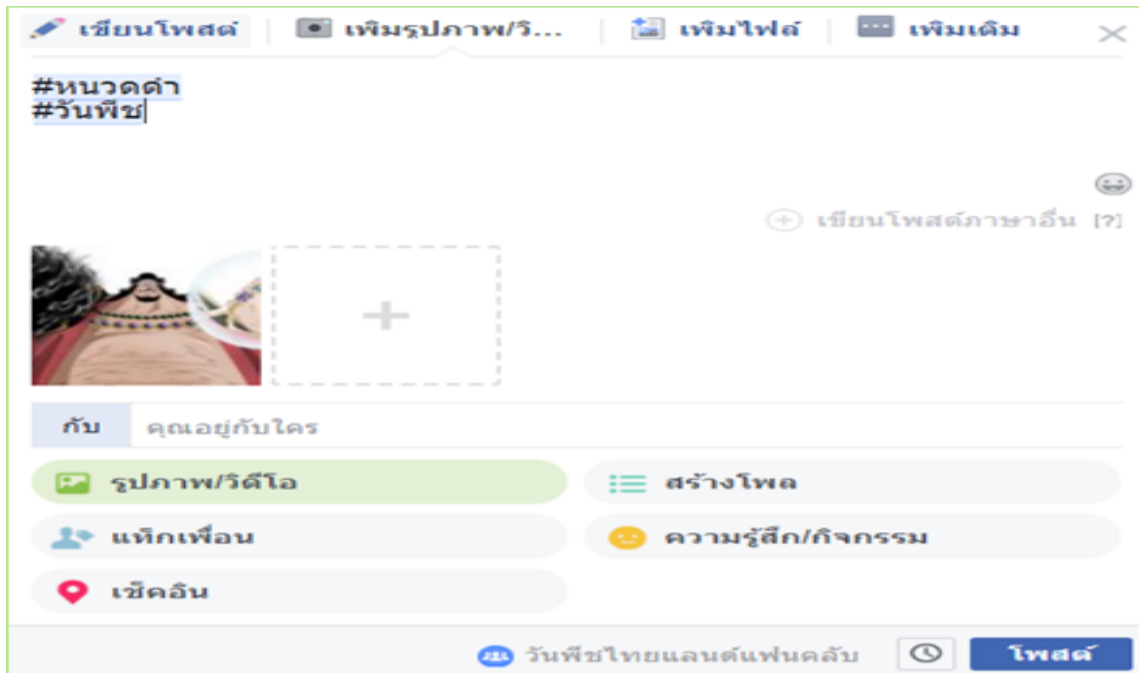 เขียนโพสต์ เพิ่มรูปภาพ/วิ... เพิ่มไฟล์ เพิ่มเติม
#หนวดดำ
#วันพีช
เขียนโพสต์ภาษาอื่น [?]
กับ คุณอยู่กับใคร
รูปภาพ/วิดีโอ สร้างโพล
แท็กเพื่อน ความรู้สึก/กิจกรรม
เช็คอิน
วันพีชไทยแลนด์แฟนคลับ โพสต์